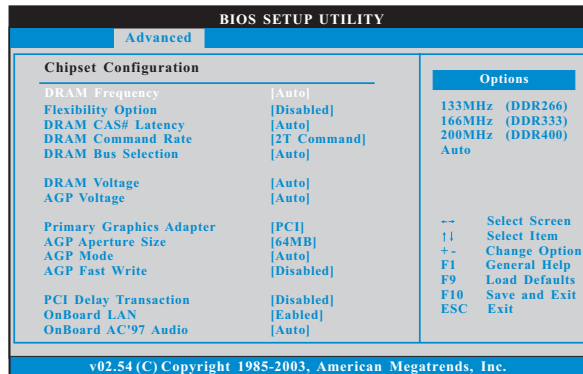 BIOS SETUP UTILITY
Advanced
Chipset Configuration
DRAM Frequency [Auto]
Flexibility Option [Disabled]
DRAM CAS# Latency [Auto]
DRAM Command Rate [2T Command]
DRAM Bus Selection [Auto]
DRAM Voltage [Auto]
AGP Voltage [Auto]
Primary Graphics Adapter [PCI]
AGP Aperture Size [64MB]
AGP Mode [Auto]
AGP Fast Write [Disabled]
PCI Delay Transaction [Disabled]
OnBoard LAN [Eabled]
OnBoard AC'97 Audio [Auto]
Options
133MHz (DDR266)
166MHz (DDR333)
200MHz (DDR400)
Auto
←→ Select Screen
↑↓ Select Item
+- Change Option
F1 General Help
F9 Load Defaults
F10 Save and Exit
ESC Exit
v02.54 (C) Copyright 1985-2003, American Megatrends, Inc.